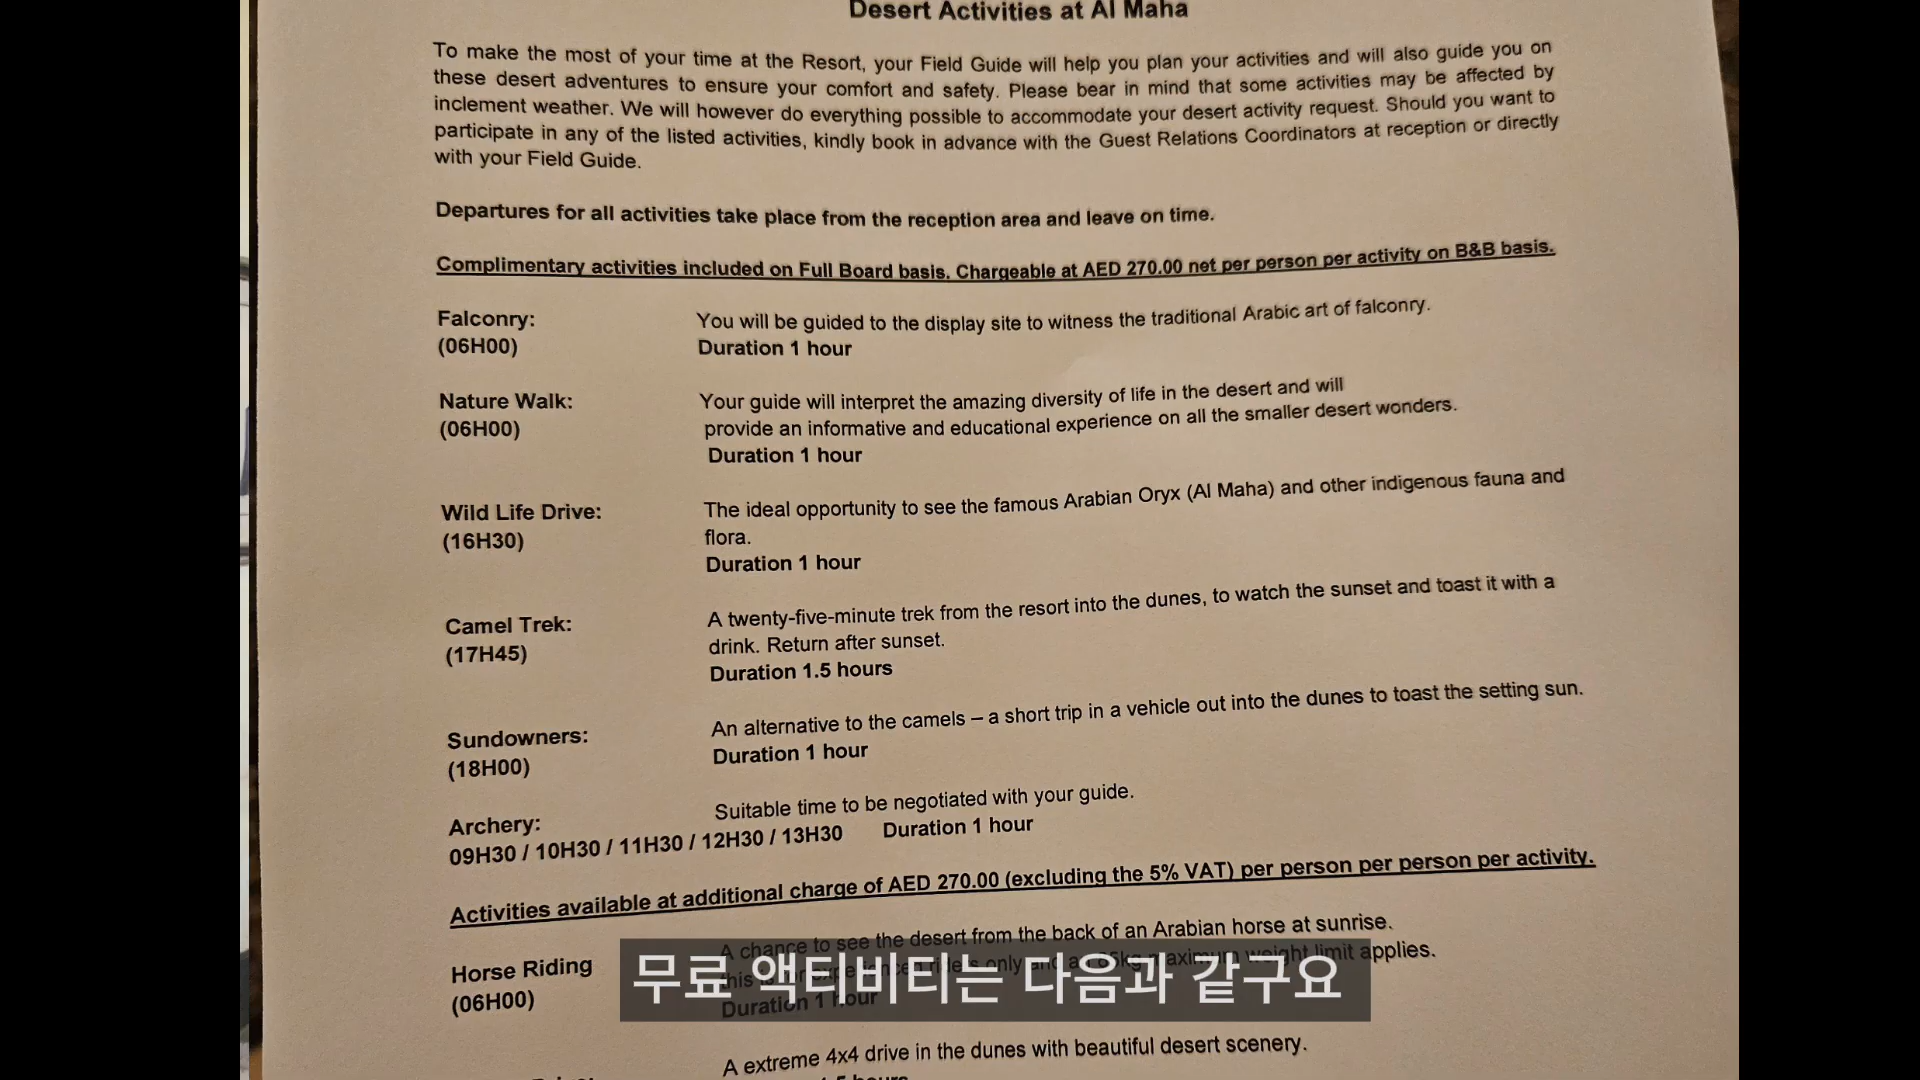 Desert Activities at Al Maha
To make the most of your time at the Resort, your Field Guide will help you plan your activities and will also guide you on
these desert adventures to ensure your comfort and safety. Please bear in mind that some activities may be affected by
inclement weather. We will however do everything possible to accommodate your desert activity request. Should you want to
participate in any of the listed activities, kindly book in advance with the Guest Relations Coordinators at reception or directly
with your Field Guide.
Departures for all activities take place from the reception area and leave on time.
Complimentary activities included on Full Board basis. Chargeable at AED 270.00 net per person per activity on B&B basis.
Falconry: You will be guided to the display site to witness the traditional Arabic art of falconry.
(06H00) Duration 1 hour
Nature Walk: Your guide will interpret the amazing diversity of life in the desert and will
(06H00) provide an informative and educational experience on all the smaller desert wonders.
Duration 1 hour
Wild Life Drive: The ideal opportunity to see the famous Arabian Oryx (Al Maha) and other indigenous fauna and
(16H30) flora.
Duration 1 hour
Camel Trek: A twenty-five-minute trek from the resort into the dunes, to watch the sunset and toast it with a
(17H45) drink. Return after sunset.
Duration 1.5 hours
Sundowners: An alternative to the camels – a short trip in a vehicle out into the dunes to toast the setting sun.
(18H00) Duration 1 hour
Archery: Suitable time to be negotiated with your guide.
09H30 / 10H30 / 11H30 / 12H30 / 13H30 Duration 1 hour
Activities available at additional charge of AED 270.00 (excluding the 5% VAT) per person per person per activity.
Horse Riding A chance to see the desert from the back of an Arabian horse at sunrise.
this is for experienced riders only and an kg maximum weight limit applies.
(06H00) Duration 1 hour
무료 액티비티는 다음과 같구요
A extreme 4x4 drive in the dunes with beautiful desert scenery.
hours